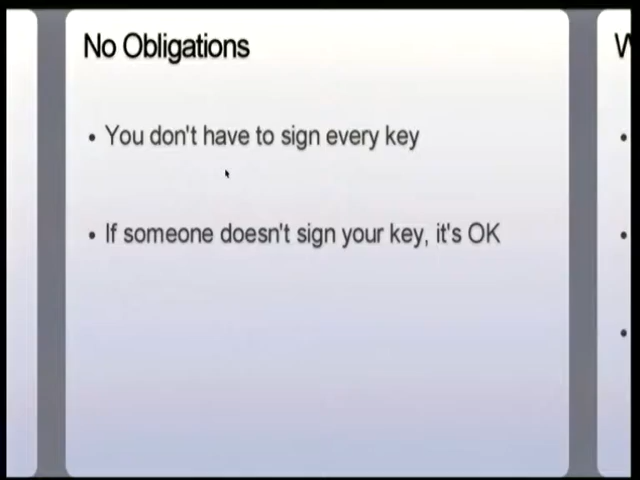 No Obligations
• You don't have to sign every key
• If someone doesn't sign your key, it's OK